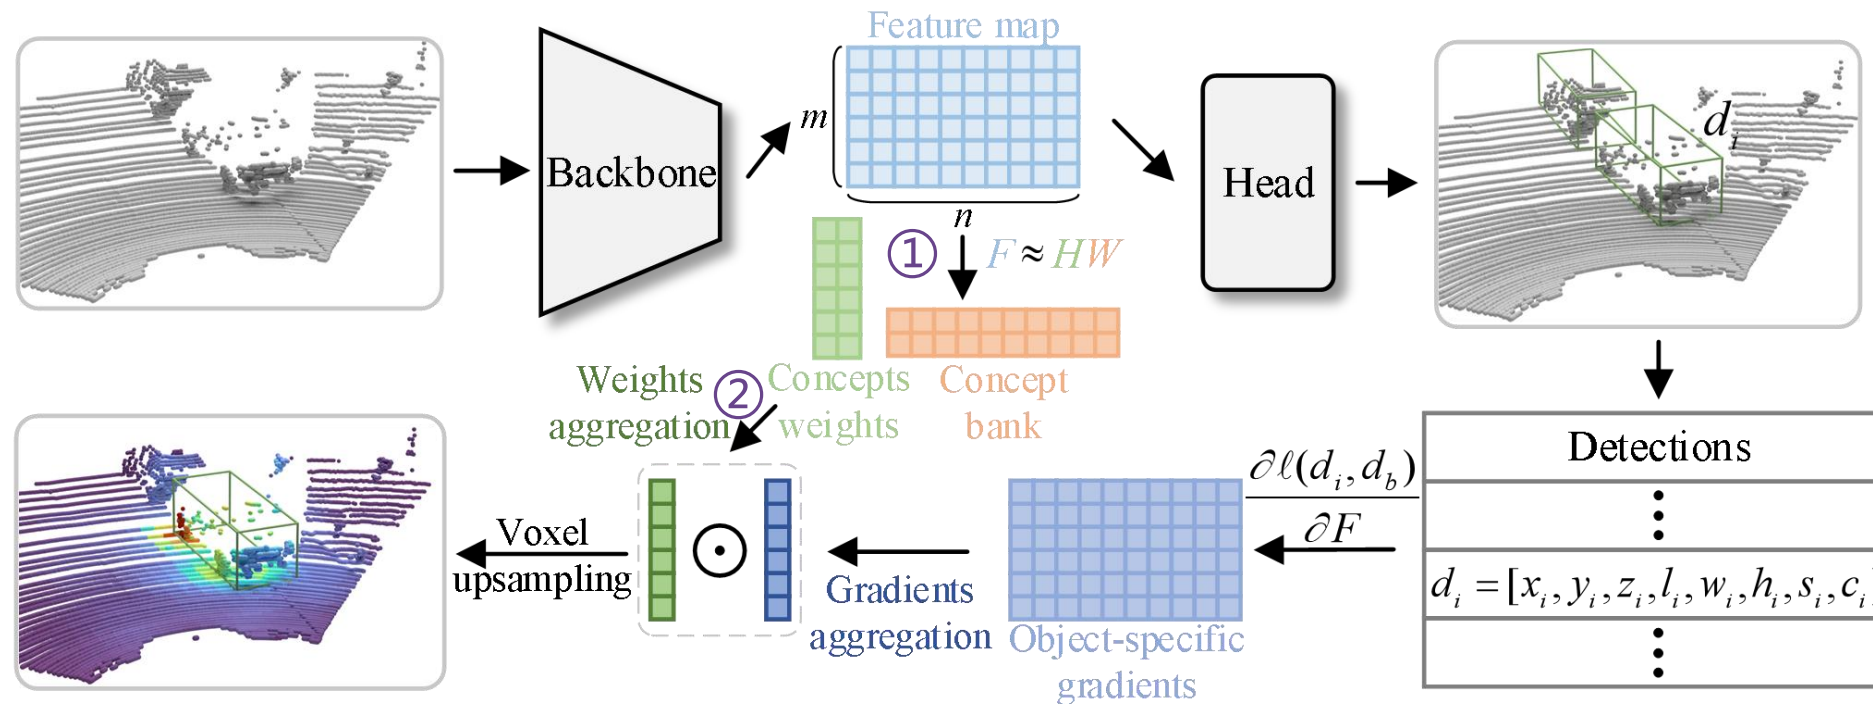 Feature map
m
Backbone
Head
d_i
n
① F ≈ HW
Weights
aggregation
②
Concepts
weights
Concept
bank
Detections
⋮
d_i = [x_i, y_i, z_i, l_i, w_i, h_i, s_i, c_i]
⋮
∂ℓ(d_i, d_b)
∂F
Voxel
upsampling
⊙
Gradients
aggregation
Object-specific
gradients